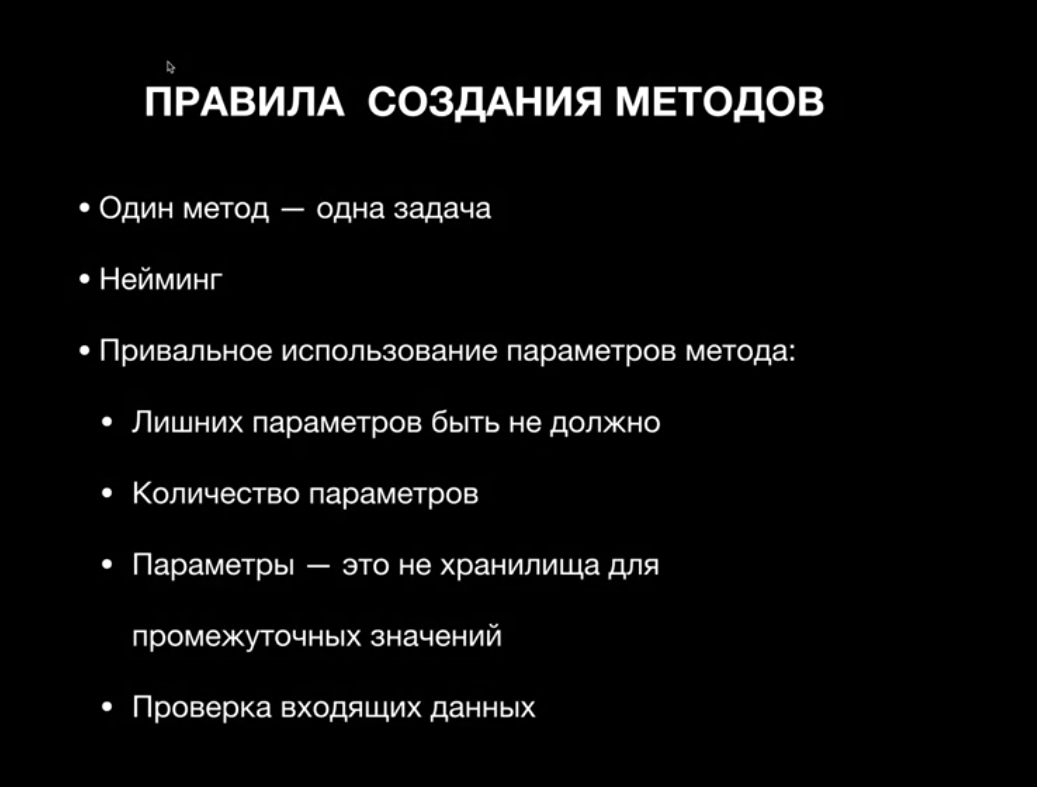 ПРАВИЛА СОЗДАНИЯ МЕТОДОВ
• Один метод — одна задача
• Нейминг
• Привальное использование параметров метода:
• Лишних параметров быть не должно
• Количество параметров
• Параметры — это не хранилища для
промежуточных значений
• Проверка входящих данных